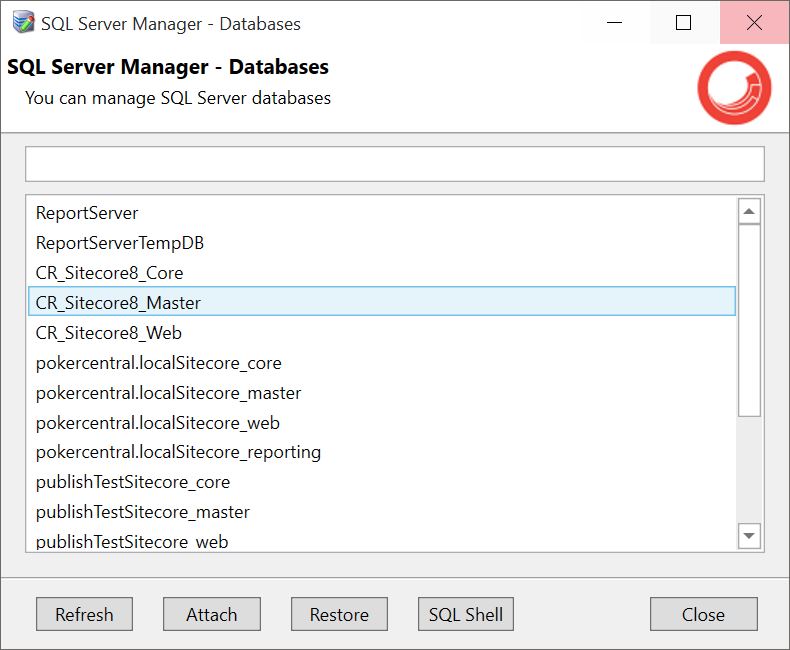 SQL Server Manager - Databases
SQL Server Manager - Databases
You can manage SQL Server databases
ReportServer
ReportServerTempDB
CR_Sitecore8_Core
CR_Sitecore8_Master
CR_Sitecore8_Web
pokercentral.localSitecore_core
pokercentral.localSitecore_master
pokercentral.localSitecore_web
pokercentral.localSitecore_reporting
publishTestSitecore_core
publishTestSitecore_master
publishTestSitecore_web
Refresh Attach Restore SQL Shell Close